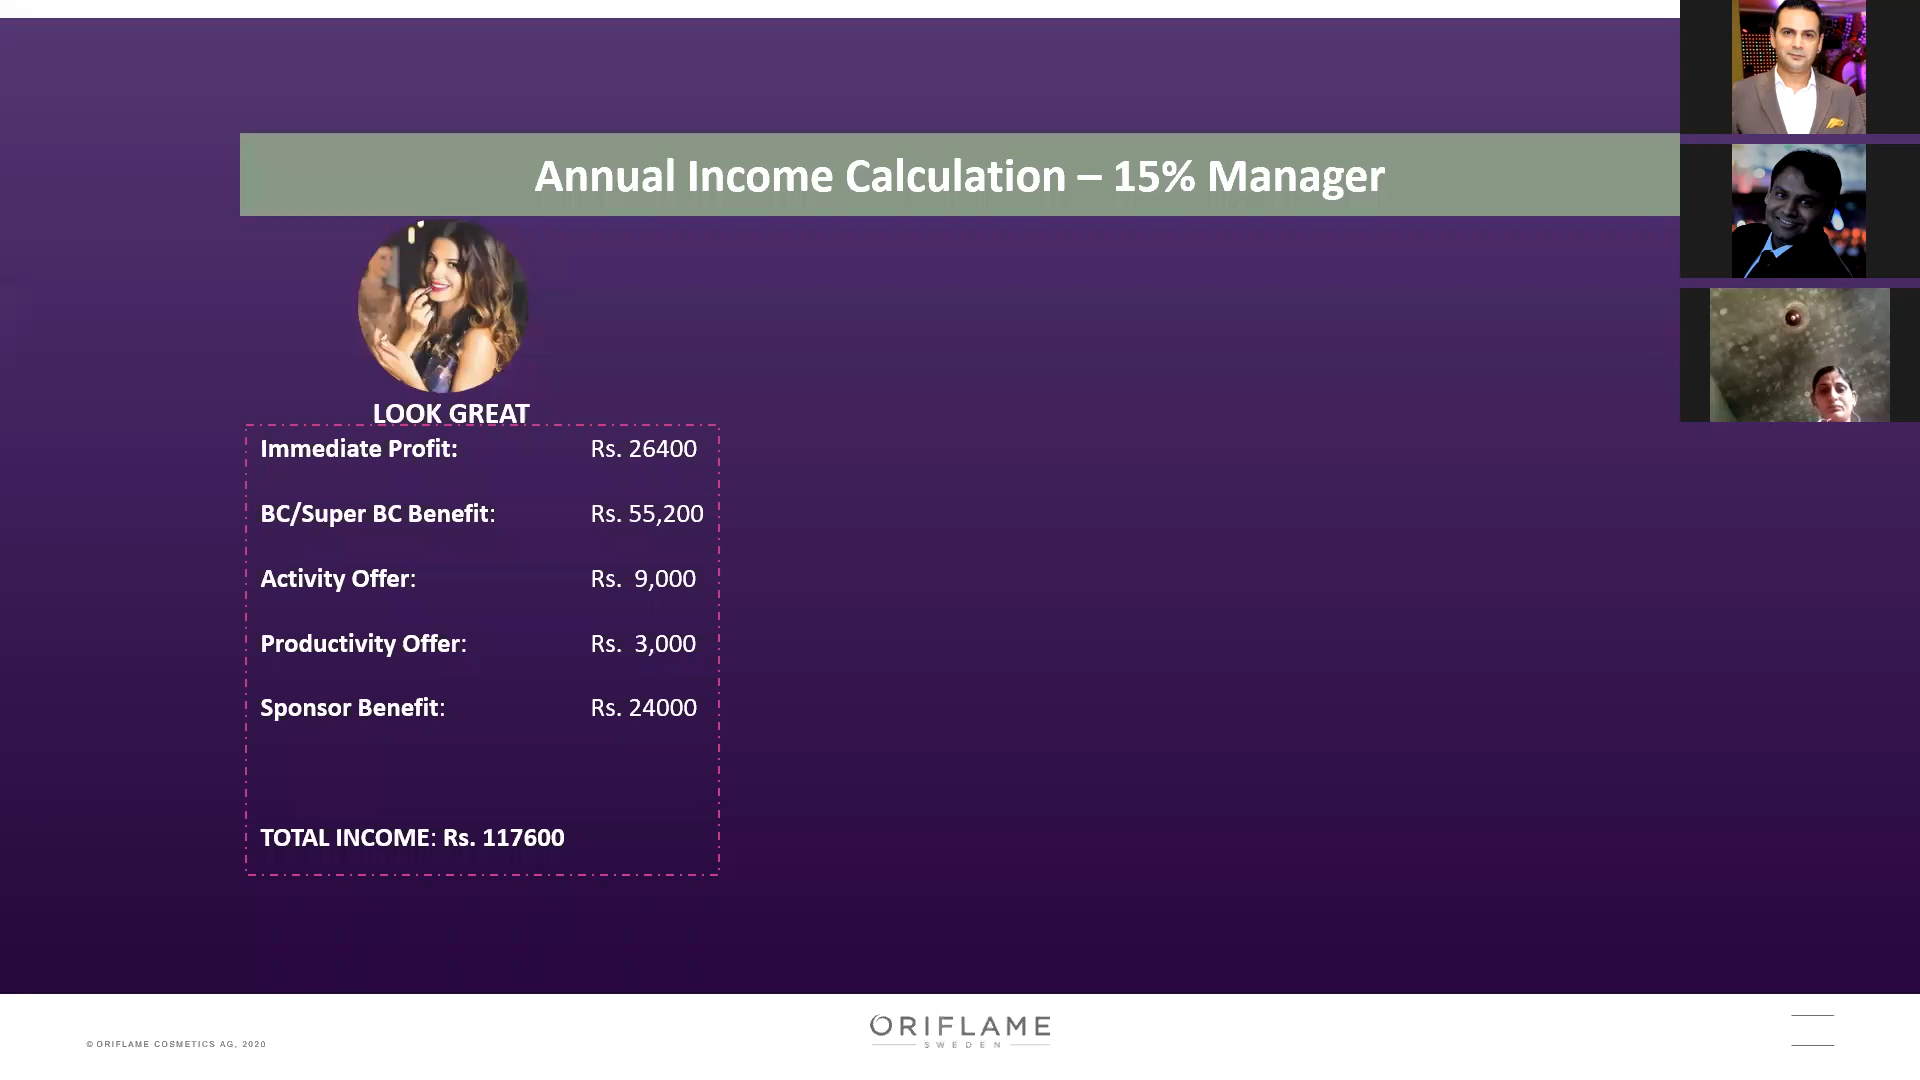 Annual Income Calculation – 15% Manager
LOOK GREAT
Immediate Profit: Rs. 26400
BC/Super BC Benefit: Rs. 55,200
Activity Offer: Rs. 9,000
Productivity Offer: Rs. 3,000
Sponsor Benefit: Rs. 24000
TOTAL INCOME: Rs. 117600
© ORIFLAME COSMETICS AG, 2020
ORIFLAME
SWEDEN